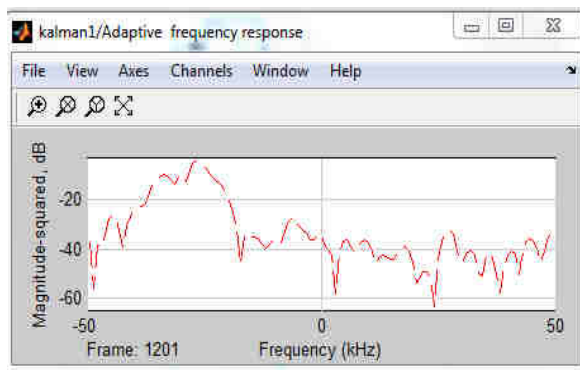 kalman1/Adaptive frequency response
File View Axes Channels Window Help
Magnitude-squared, dB
-20
-40
-60
-50 0 50
Frame: 1201 Frequency (kHz)